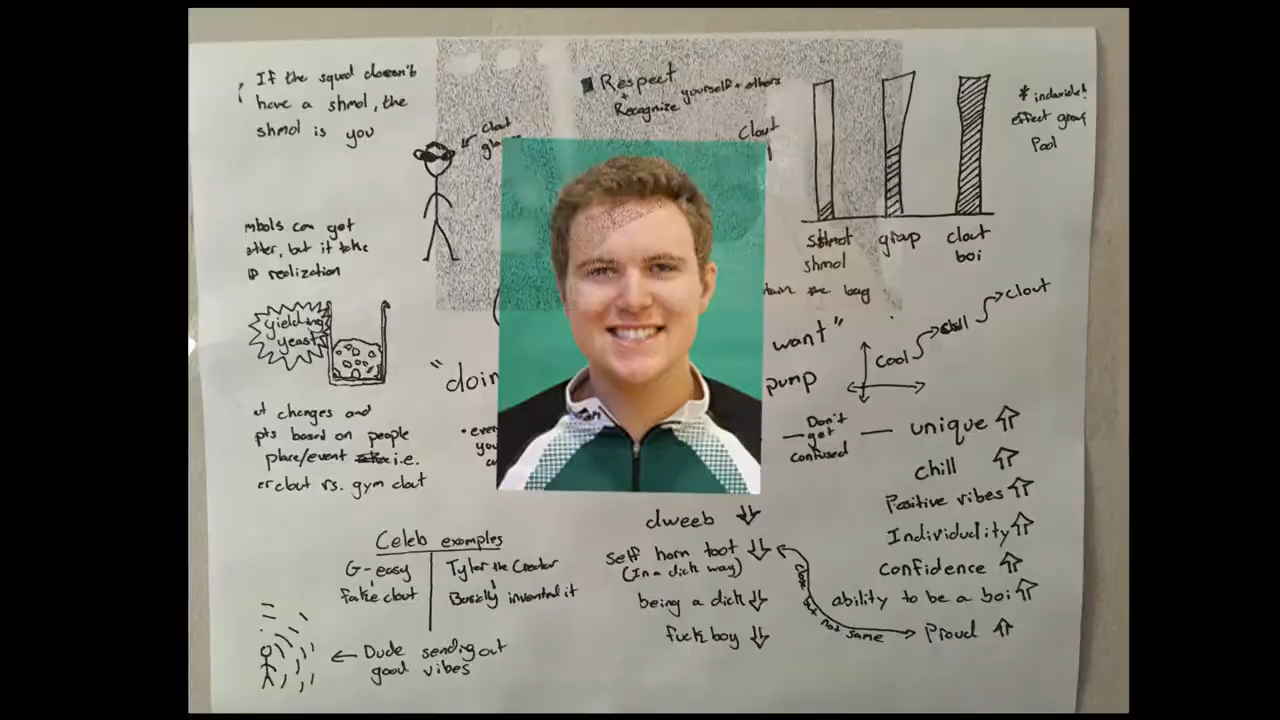 If the squad doesn't
have a shmol, the
shmol is you
Respect
+
Recognize yourself + others
clout
Clout
* individual
effect group
Pool
shmol
group
clout
boi
can get
but it take
realization
the bag
yielding
yeast
want"
pump
Cool
chill
clout
"doin
Don't
get
confused
unique
chill
Positive vibes
Individuality
confidence
ability to be a boi
Proud
changes and
pts based on people
place/event i.e.
clout vs. gym clout
you
dweeb
self horn toot
(In a dick way)
being a dick
fuck boy
close but not same
Celeb examples
G-easy
fake clout
Tyler the Creator
Basically invented it
Dude sending out
good vibes